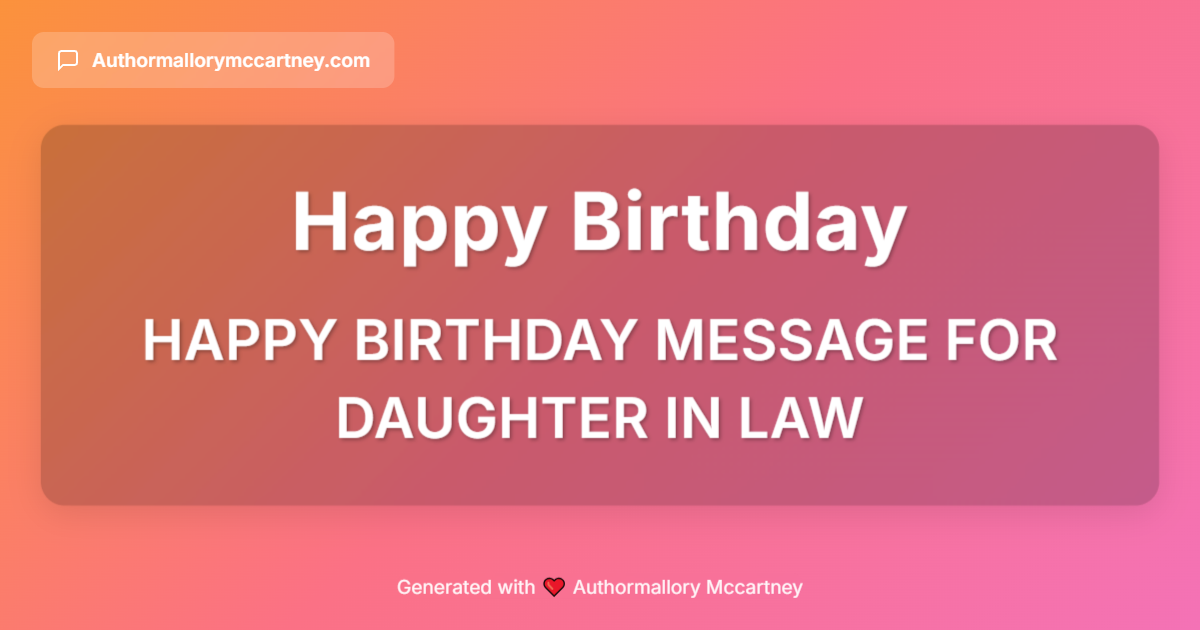 Authormallorymccartney.com
Happy Birthday
HAPPY BIRTHDAY MESSAGE FOR
DAUGHTER IN LAW
Generated with ❤️ Authormallory Mccartney